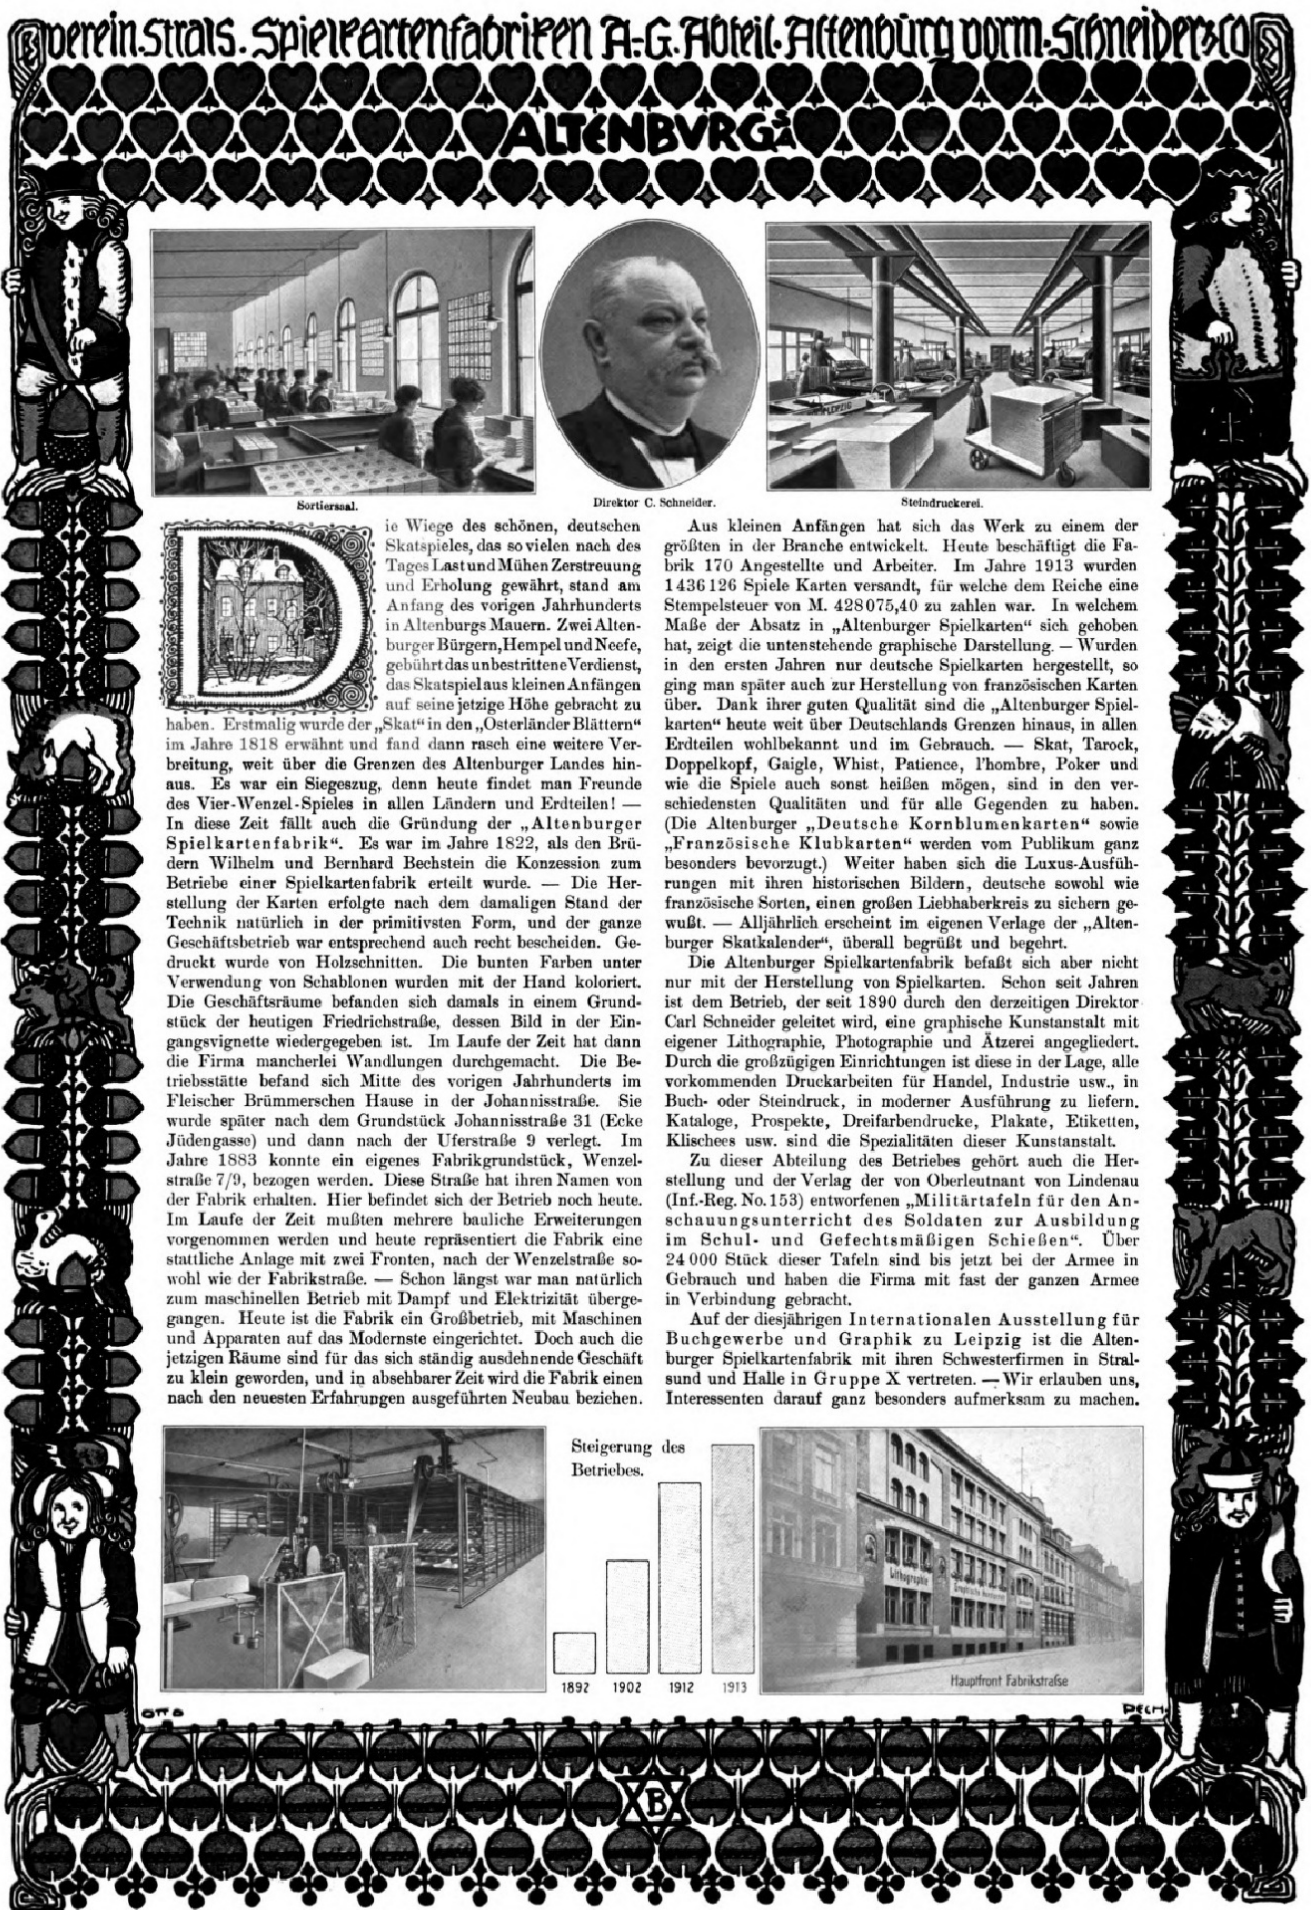 Verein. Strals. Spielkartenfabriken A.-G. Abteil. Altenburg vorm. Schneider & Co
ALTENBVRG S/A
Sortiersaal.
Direktor C. Schneider.
Steindruckerei.
Die Wiege des schönen, deutschen
Skatspieles, das so vielen nach des
Tages Last und Mühen Zerstreuung
und Erholung gewährt, stand am
Anfang des vorigen Jahrhunderts
in Altenburgs Mauern. Zwei Alten-
burger Bürgern, Hempel und Neefe,
gebührt das unbestrittene Verdienst,
das Skatspiel aus kleinen Anfängen
auf seine jetzige Höhe gebracht zu
haben. Erstmalig wurde der „Skat“ in den „Osterländer Blättern“
im Jahre 1818 erwähnt und fand dann rasch eine weitere Ver-
breitung, weit über die Grenzen des Altenburger Landes hin-
aus. Es war ein Siegeszug, denn heute findet man Freunde
des Vier-Wenzel-Spieles in allen Ländern und Erdteilen! —
In diese Zeit fällt auch die Gründung der „Altenburger
Spielkartenfabrik“. Es war im Jahre 1822, als den Brü-
dern Wilhelm und Bernhard Bechstein die Konzession zum
Betriebe einer Spielkartenfabrik erteilt wurde. — Die Her-
stellung der Karten erfolgte nach dem damaligen Stand der
Technik natürlich in der primitivsten Form, und der ganze
Geschäftsbetrieb war entsprechend auch recht bescheiden. Ge-
druckt wurde von Holzschnitten. Die bunten Farben unter
Verwendung von Schablonen wurden mit der Hand koloriert.
Die Geschäftsräume befanden sich damals in einem Grund-
stück der heutigen Friedrichstraße, dessen Bild in der Ein-
gangsvignette wiedergegeben ist. Im Laufe der Zeit hat dann
die Firma mancherlei Wandlungen durchgemacht. Die Be-
triebsstätte befand sich Mitte des vorigen Jahrhunderts im
Fleischer Brümmerschen Hause in der Johannisstraße. Sie
wurde später nach dem Grundstück Johannisstraße 31 (Ecke
Jüdengasse) und dann nach der Uferstraße 9 verlegt. Im
Jahre 1883 konnte ein eigenes Fabrikgrundstück, Wenzel-
straße 7/9, bezogen werden. Diese Straße hat ihren Namen von
der Fabrik erhalten. Hier befindet sich der Betrieb noch heute.
Im Laufe der Zeit mußten mehrere bauliche Erweiterungen
vorgenommen werden und heute repräsentiert die Fabrik eine
stattliche Anlage mit zwei Fronten, nach der Wenzelstraße so-
wohl wie der Fabrikstraße. — Schon längst war man natürlich
zum maschinellen Betrieb mit Dampf und Elektrizität überge-
gangen. Heute ist die Fabrik ein Großbetrieb, mit Maschinen
und Apparaten auf das Modernste eingerichtet. Doch auch die
jetzigen Räume sind für das sich ständig ausdehnende Geschäft
zu klein geworden, und in absehbarer Zeit wird die Fabrik einen
nach den neuesten Erfahrungen ausgeführten Neubau beziehen.
Aus kleinen Anfängen hat sich das Werk zu einem der
größten in der Branche entwickelt. Heute beschäftigt die Fa-
brik 170 Angestellte und Arbeiter. Im Jahre 1913 wurden
1436126 Spiele Karten versandt, für welche dem Reiche eine
Stempelsteuer von M. 428075,40 zu zahlen war. In welchem
Maße der Absatz in „Altenburger Spielkarten“ sich gehoben
hat, zeigt die untenstehende graphische Darstellung. — Wurden
in den ersten Jahren nur deutsche Spielkarten hergestellt, so
ging man später auch zur Herstellung von französischen Karten
über. Dank ihrer guten Qualität sind die „Altenburger Spiel-
karten“ heute weit über Deutschlands Grenzen hinaus, in allen
Erdteilen wohlbekannt und im Gebrauch. — Skat, Tarock,
Doppelkopf, Gaigle, Whist, Patience, l'hombre, Poker und
wie die Spiele auch sonst heißen mögen, sind in den ver-
schiedensten Qualitäten und für alle Gegenden zu haben.
(Die Altenburger „Deutsche Kornblumenkarten“ sowie
„Französische Klubkarten“ werden vom Publikum ganz
besonders bevorzugt.) Weiter haben sich die Luxus-Ausfüh-
rungen mit ihren historischen Bildern, deutsche sowohl wie
französische Sorten, einen großen Liebhaberkreis zu sichern ge-
wußt. — Alljährlich erscheint im eigenen Verlage der „Alten-
burger Skatkalender“, überall begrüßt und begehrt.
Die Altenburger Spielkartenfabrik befaßt sich aber nicht
nur mit der Herstellung von Spielkarten. Schon seit Jahren
ist dem Betrieb, der seit 1890 durch den derzeitigen Direktor
Carl Schneider geleitet wird, eine graphische Kunstanstalt mit
eigener Lithographie, Photographie und Ätzerei angegliedert.
Durch die großzügigen Einrichtungen ist diese in der Lage, alle
vorkommenden Druckarbeiten für Handel, Industrie usw., in
Buch- oder Steindruck, in moderner Ausführung zu liefern.
Kataloge, Prospekte, Dreifarbendrucke, Plakate, Etiketten,
Klischees usw. sind die Spezialitäten dieser Kunstanstalt.
Zu dieser Abteilung des Betriebes gehört auch die Her-
stellung und der Verlag der von Oberleutnant von Lindenau
(Inf.-Reg. No. 153) entworfenen „Militärtafeln für den An-
schauungsunterricht des Soldaten zur Ausbildung
im Schul- und Gefechtsmäßigen Schießen“. Über
24000 Stück dieser Tafeln sind bis jetzt bei der Armee in
Gebrauch und haben die Firma mit fast der ganzen Armee
in Verbindung gebracht.
Auf der diesjährigen Internationalen Ausstellung für
Buchgewerbe und Graphik zu Leipzig ist die Alten-
burger Spielkartenfabrik mit ihren Schwesterfirmen in Stral-
sund und Halle in Gruppe X vertreten. — Wir erlauben uns,
Interessenten darauf ganz besonders aufmerksam zu machen.
Steigerung des
Betriebes.
1892 1902 1912 1913
Lithographie
Hauptfront Fabrikstraße
OTTO
PECH.
B